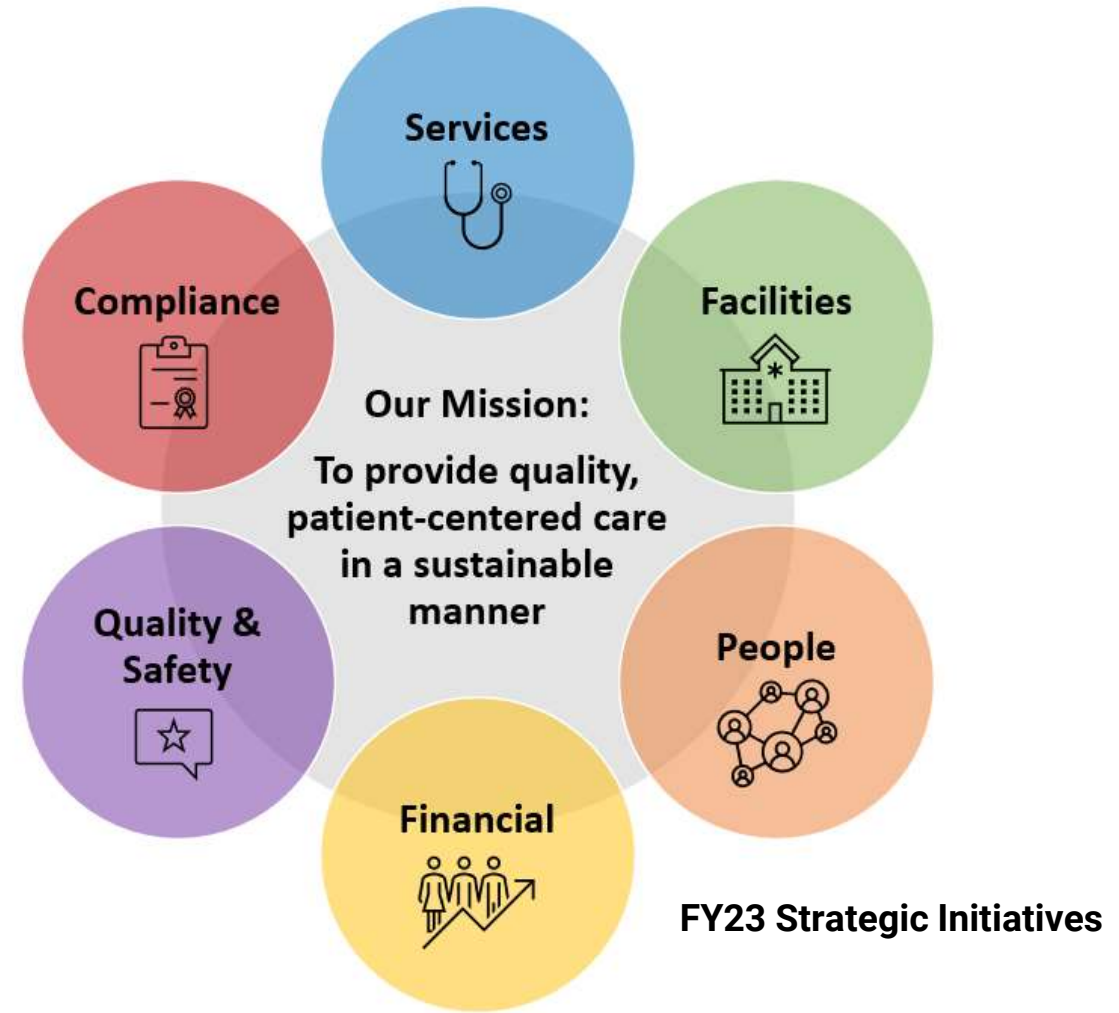 Services
Compliance
Facilities
Our Mission:
To provide quality,
patient-centered care
in a sustainable
manner
Quality &
Safety
People
Financial
FY23 Strategic Initiatives